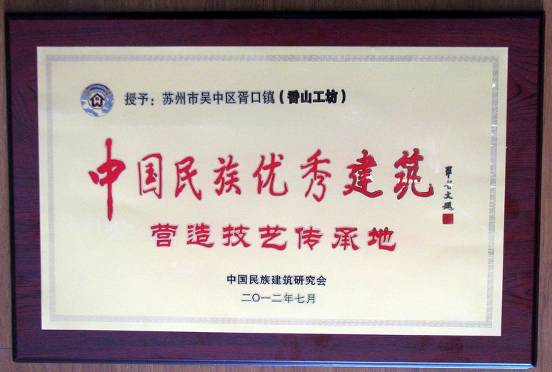 授予：苏州市吴中区胥口镇（香山工坊）
中国民族优秀建筑
营造技艺传承地
中国民族建筑研究会
二〇一二年七月